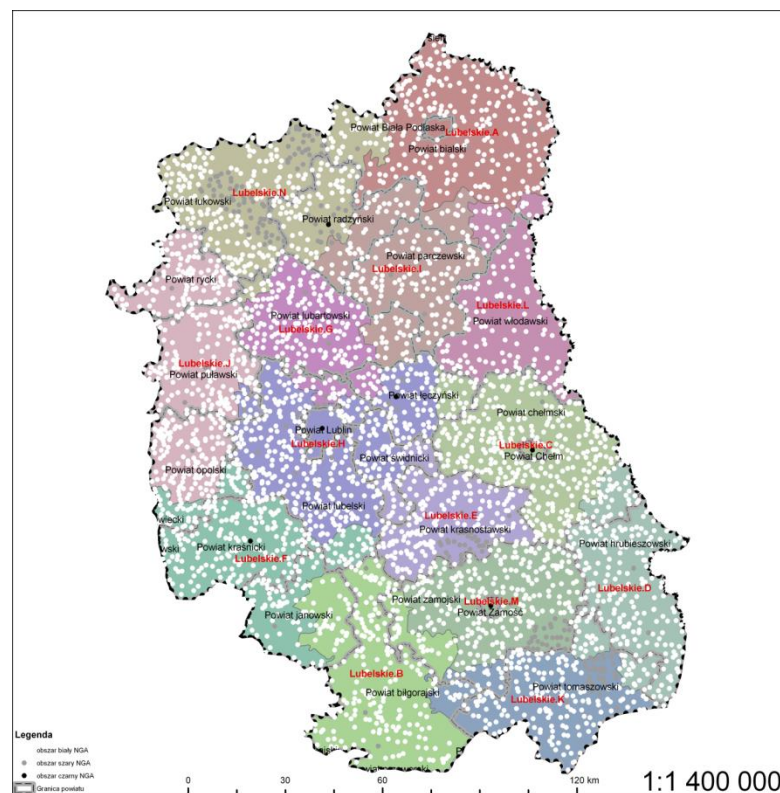 Powiat Biała Podlaska
Lubelskie.A
Powiat bialski
Lubelskie.N
Powiat łukowski
Powiat radzyński
Powiat parczewski
Lubelskie.I
Powiat rycki
Lubelskie.L
Powiat włodawski
Powiat lubartowski
Lubelskie.G
Lubelskie.J
Powiat puławski
Powiat łęczyński
Powiat chełmski
Powiat Lublin
Lubelskie.H
Lubelskie.C
Powiat Chełm
Powiat świdnicki
Powiat opolski
Powiat lubelski
Lubelskie.E
Powiat krasnostawski
Powiat kraśnicki
Lubelskie.F
Powiat hrubieszowski
Lubelskie.D
Powiat zamojski
Lubelskie.M
Powiat Zamość
Powiat janowski
Lubelskie.B
Powiat biłgorajski
Powiat tomaszowski
Lubelskie.K
Legenda
obszar biały NGA
obszar szary NGA
obszar czarny NGA
Granica powiatu
0 30 60 120 km
1:1 400 000